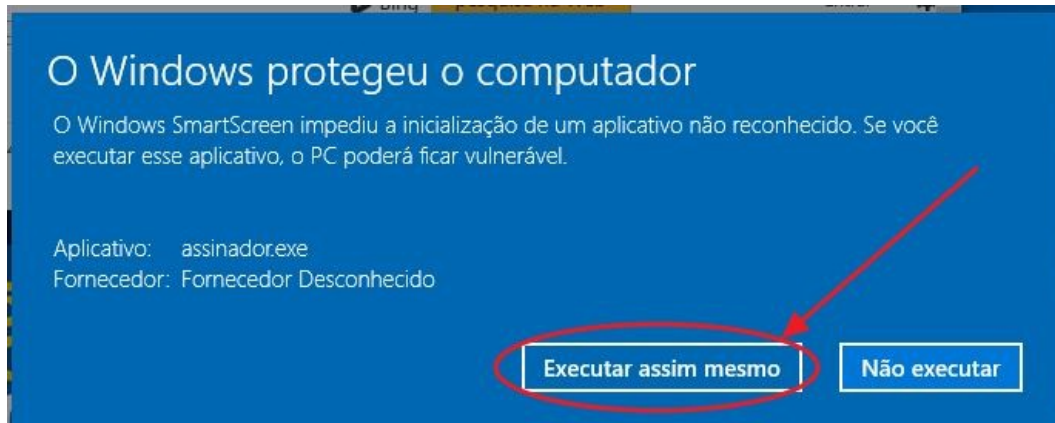 O Windows protegeu o computador
O Windows SmartScreen impediu a inicialização de um aplicativo não reconhecido. Se você
executar esse aplicativo, o PC poderá ficar vulnerável.
Aplicativo: assinador.exe
Fornecedor: Fornecedor Desconhecido
Executar assim mesmo
Não executar